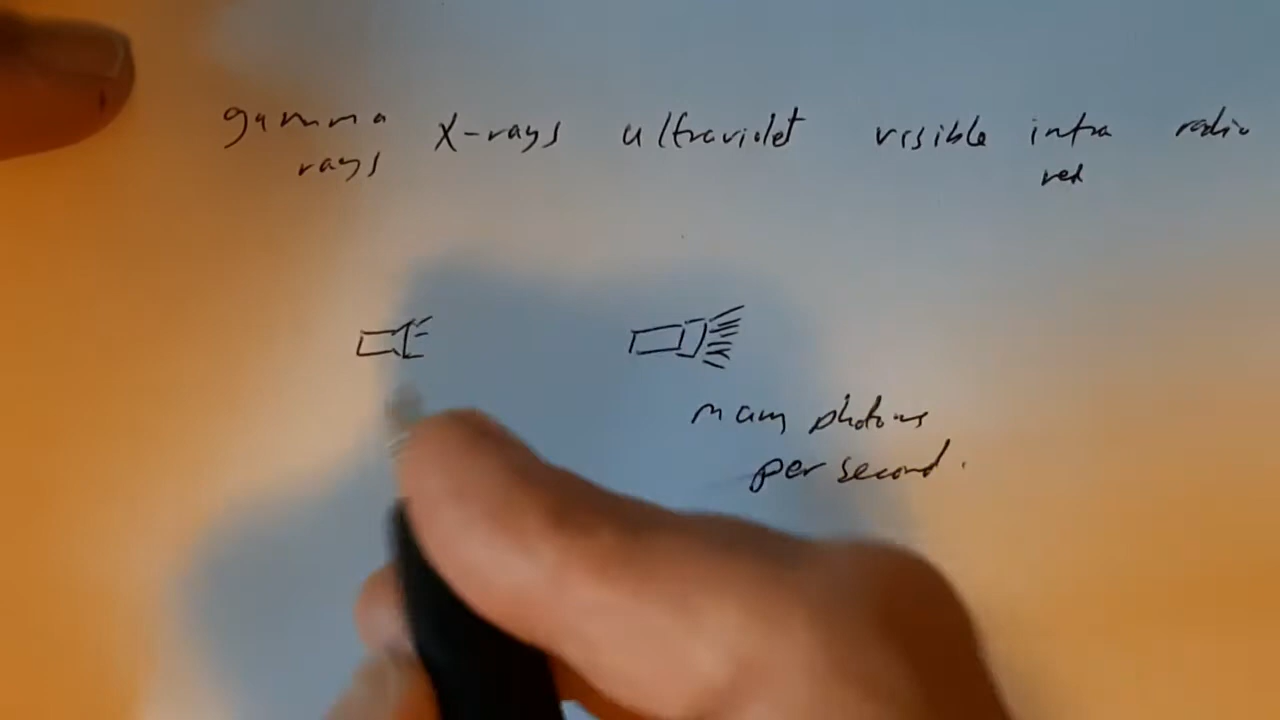 gamma x-rays ultraviolet visible infra radio
rays red
many photons
per second.